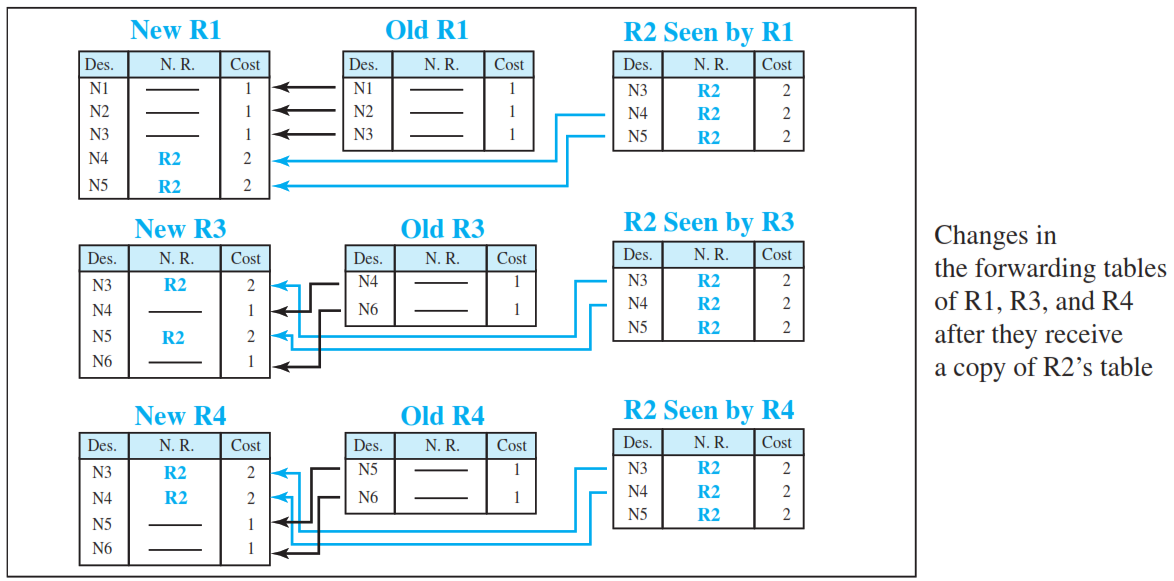 New R1 Old R1 R2 Seen by R1
Des. N. R. Cost Des. N. R. Cost Des. N. R. Cost
N1 1 N1 1 N3 R2 2
N2 1 N2 1 N4 R2 2
N3 1 N3 1 N5 R2 2
N4 R2 2
N5 R2 2
New R3 Old R3 R2 Seen by R3
Des. N. R. Cost Des. N. R. Cost Des. N. R. Cost
N3 R2 2 N4 1 N3 R2 2
N4 1 N6 1 N4 R2 2
N5 R2 2 N5 R2 2
N6 1
New R4 Old R4 R2 Seen by R4
Des. N. R. Cost Des. N. R. Cost Des. N. R. Cost
N3 R2 2 N5 1 N3 R2 2
N4 R2 2 N6 1 N4 R2 2
N5 1 N5 R2 2
N6 1
Changes in
the forwarding tables
of R1, R3, and R4
after they receive
a copy of R2’s table